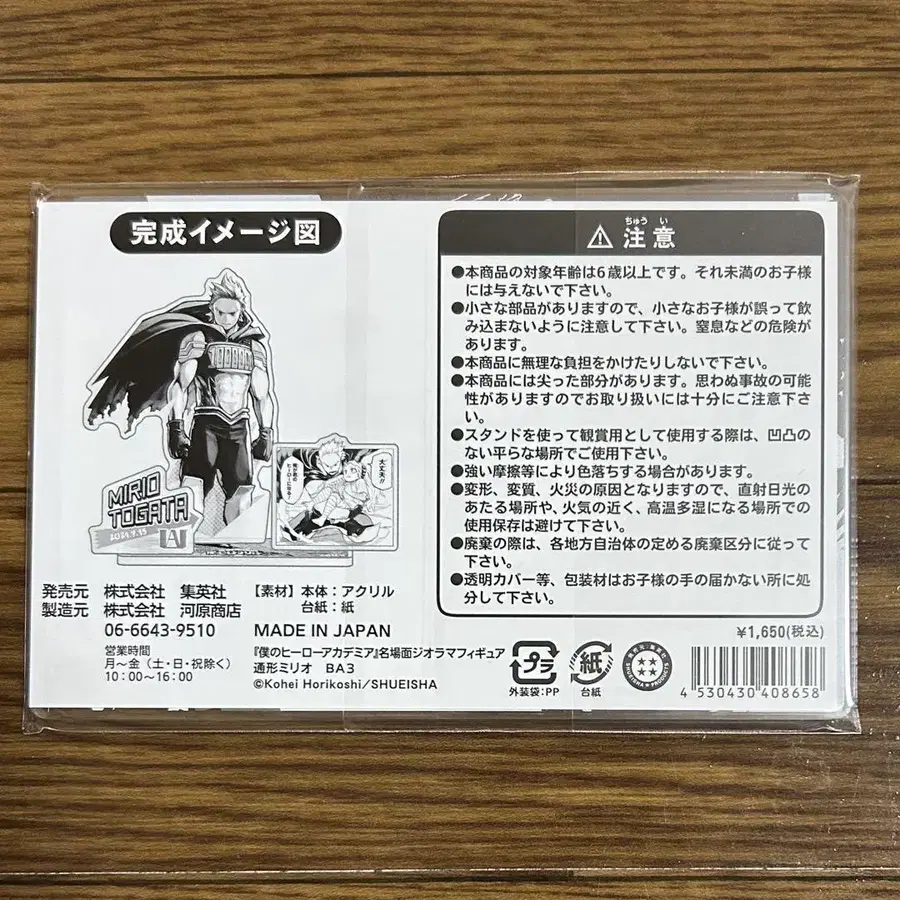 完成イメージ図
TOGATA
大丈夫!!
MIRIO
TOGATA
発売元 株式会社 集英社
製造元 株式会社 河原商店
06-6643-9510
営業時間
月〜金（土・日・祝除く）
10：00〜16：00
【素材】本体：アクリル
台紙：紙
MADE IN JAPAN
『僕のヒーローアカデミア』名場面ジオラマフィギュア
通形ミリオ BA3
©Kohei Horikoshi/SHUEISHA
ちゅう い
注意
●本商品の対象年齢は6歳以上です。それ未満のお子様
には与えないで下さい。
●小さな部品がありますので、小さなお子様が誤って飲
み込まないように注意して下さい。窒息などの危険が
あります。
●本商品に無理な負担をかけたりしないで下さい。
●本商品には尖った部分があります。思わぬ事故の可能
性がありますのでお取り扱いには十分にご注意下さ
い。
●スタンドを使って観賞用として使用する際は、凹凸の
ない平らな場所でご使用下さい。
●強い摩擦等により色落ちする場合があります。
●変形、変質、火災の原因となりますので、直射日光の
あたる場所や、火気の近く、高温多湿になる場所での
使用保存は避けて下さい。
●廃棄の際は、各地方自治体の定める廃棄区分に従って
下さい。
●透明カバー等、包装材はお子様の手の届かない所に処
分して下さい。
¥1,650(税込)
プラ
外装袋：PP
紙
台紙
4 530430 408658